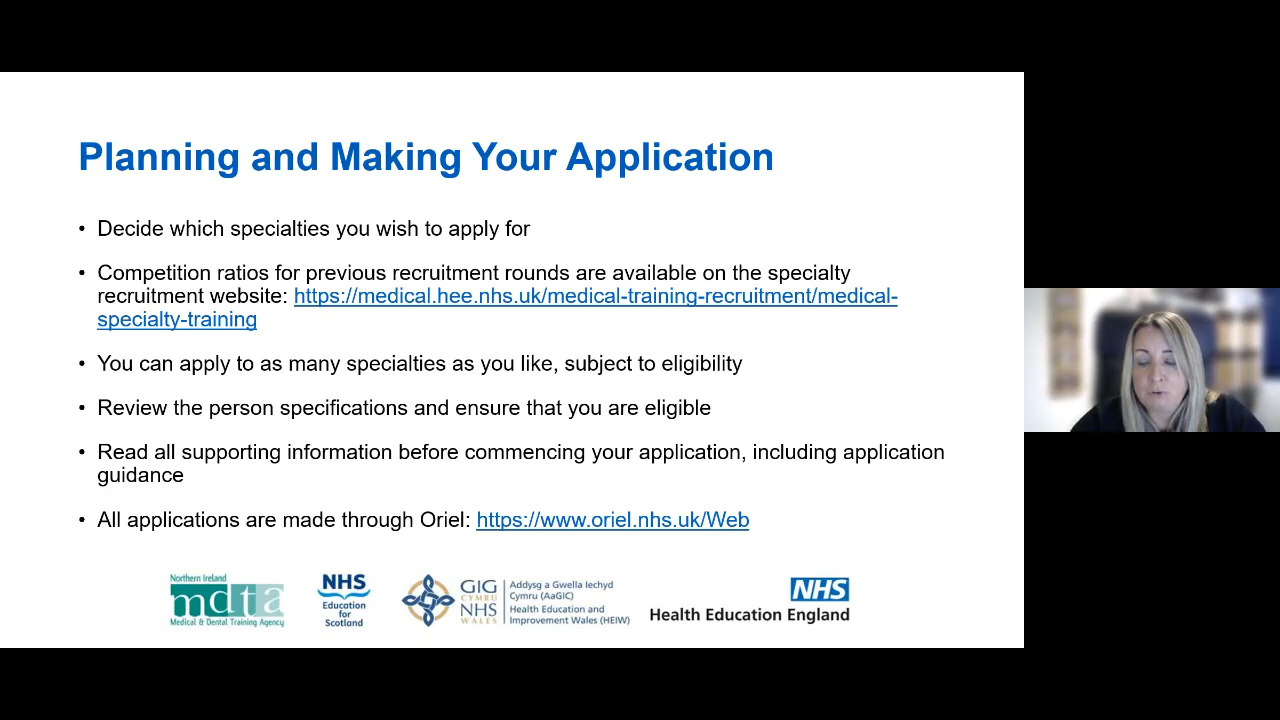 Planning and Making Your Application
• Decide which specialties you wish to apply for
• Competition ratios for previous recruitment rounds are available on the specialty
recruitment website: https://medical.hee.nhs.uk/medical-training-recruitment/medical-
specialty-training
• You can apply to as many specialties as you like, subject to eligibility
• Review the person specifications and ensure that you are eligible
• Read all supporting information before commencing your application, including application
guidance
• All applications are made through Oriel: https://www.oriel.nhs.uk/Web
Northern Ireland
mdta
Medical & Dental Training Agency
NHS
Education
for
Scotland
GIG
CYMRU
NHS
WALES
Addysg a Gwella Iechyd
Cymru (AaGIC)
Health Education and
Improvement Wales (HEIW)
NHS
Health Education England